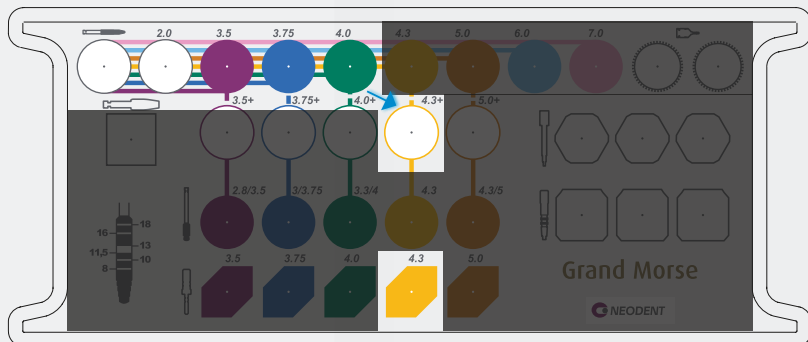 2.0 3.5 3.75 4.0 4.3 5.0 6.0 7.0
3.5+ 3.75+ 4.0+ 4.3+ 5.0+
2.8/3.5 3/3.75 3.3/4 4.3 4.3/5
18
16
13
11,5
10
8
3.5 3.75 4.0 4.3 5.0
Grand Morse
NEODENT